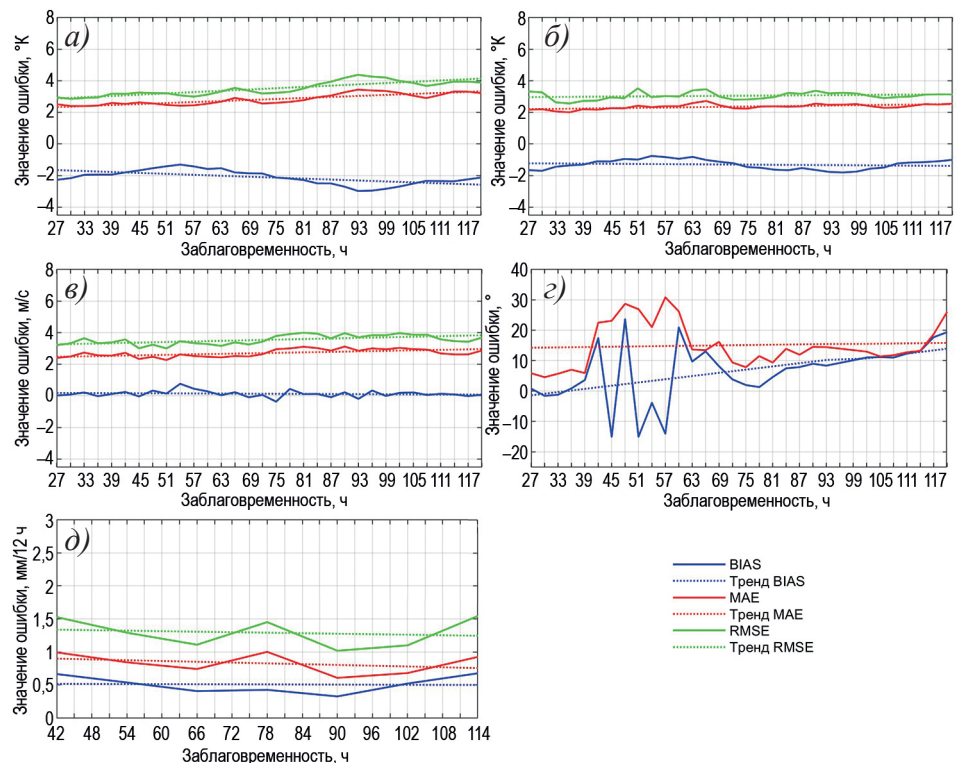 а)
Значение ошибки, °К
8
6
4
2
0
–2
–4
27 33 39 45 51 57 63 69 75 81 87 93 99 105 111 117
Заблаговременность, ч
б)
Значение ошибки, °К
8
6
4
2
0
–2
–4
27 33 39 45 51 57 63 69 75 81 87 93 99 105 111 117
Заблаговременность, ч
в)
Значение ошибки, м/с
8
6
4
2
0
–2
–4
27 33 39 45 51 57 63 69 75 81 87 93 99 105 111 117
Заблаговременность, ч
г)
Значение ошибки, °
40
30
20
10
0
–10
–20
27 33 39 45 51 57 63 69 75 81 87 93 99 105 111 117
Заблаговременность, ч
д)
Значение ошибки, мм/12 ч
3
2,5
2
1,5
1
0,5
0
42 48 54 60 66 72 78 84 90 96 102 108 114
Заблаговременность, ч
BIAS
Тренд BIAS
MAE
Тренд MAE
RMSE
Тренд RMSE